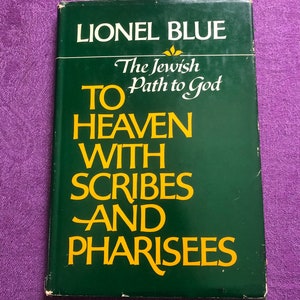 LIONEL BLUE
The Jewish
Path to God
TO
HEAVEN
WITH
SCRIBES
AND
PHARISEES